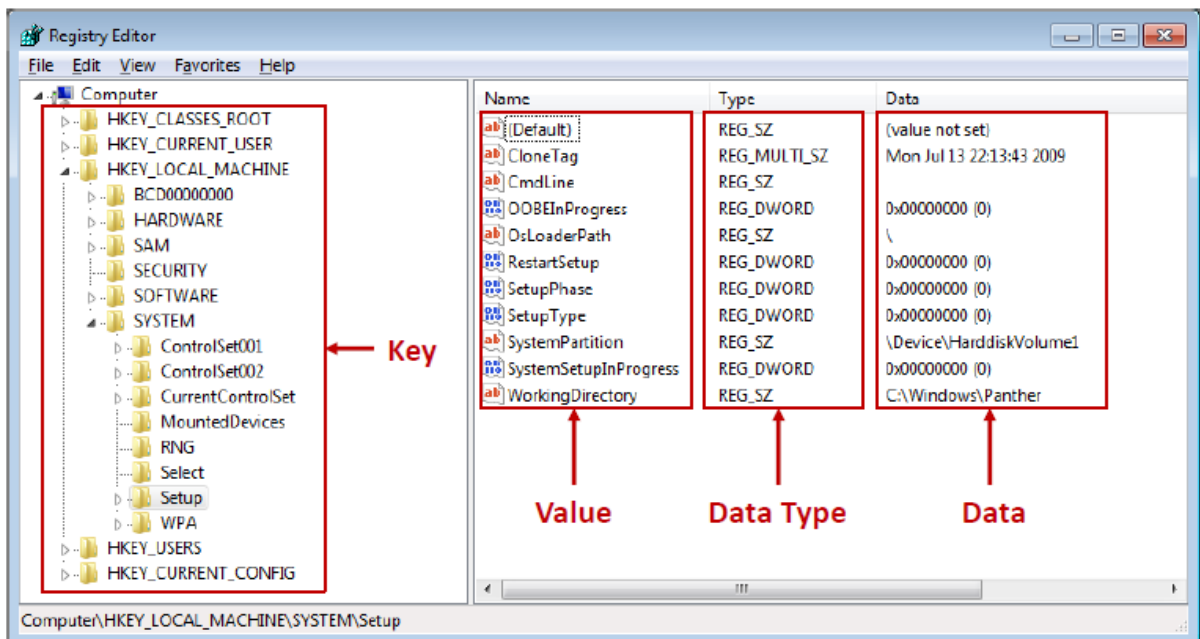 Registry Editor
File Edit View Favorites Help
Computer
HKEY_CLASSES_ROOT
HKEY_CURRENT_USER
HKEY_LOCAL_MACHINE
BCD00000000
HARDWARE
SAM
SECURITY
SOFTWARE
SYSTEM
ControlSet001
ControlSet002
CurrentControlSet
MountedDevices
RNG
Select
Setup
WPA
HKEY_USERS
HKEY_CURRENT_CONFIG
Key
Name Type Data
(Default) REG_SZ (value not set)
CloneTag REG_MULTI_SZ Mon Jul 13 22:13:43 2009
CmdLine REG_SZ
OOBEInProgress REG_DWORD 0x00000000 (0)
OsLoaderPath REG_SZ \
RestartSetup REG_DWORD 0x00000000 (0)
SetupPhase REG_DWORD 0x00000000 (0)
SetupType REG_DWORD 0x00000000 (0)
SystemPartition REG_SZ \Device\HarddiskVolume1
SystemSetupInProgress REG_DWORD 0x00000000 (0)
WorkingDirectory REG_SZ C:\Windows\Panther
Value Data Type Data
Computer\HKEY_LOCAL_MACHINE\SYSTEM\Setup